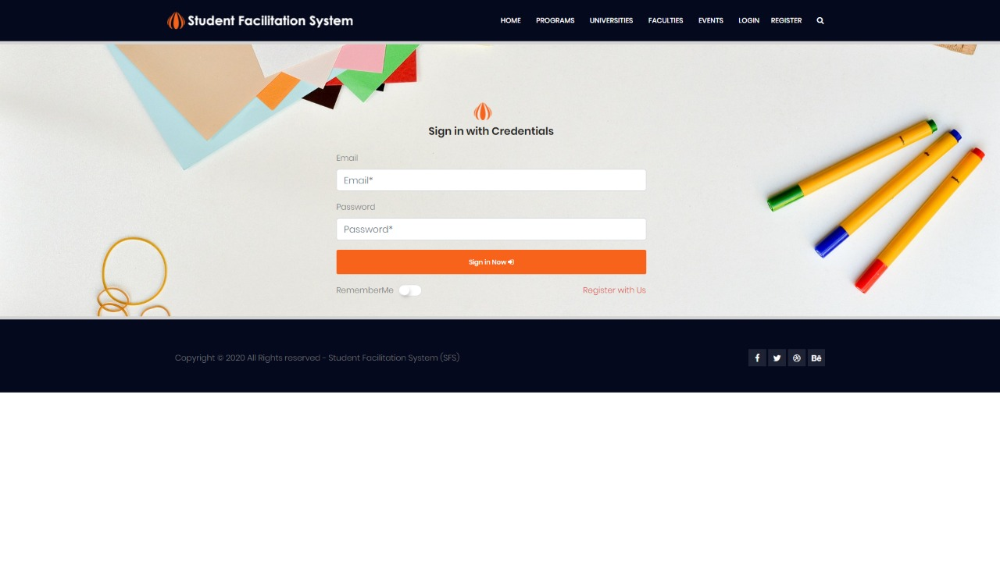 Student Facilitation System
HOME PROGRAMS UNIVERSITIES FACULTIES EVENTS LOGIN REGISTER
Sign in with Credentials
Email
Email*
Password
Password*
Sign in Now
RememberMe Register with Us
Copyright © 2020 All Rights reserved - Student Facilitation System (SFS)